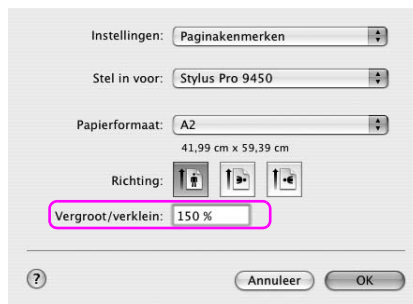 Instellingen: Paginakenmerken
Stel in voor: Stylus Pro 9450
Papierformaat: A2
41,99 cm x 59,39 cm
Richting:
Vergroot/verklein: 150 %
? Annuleer OK